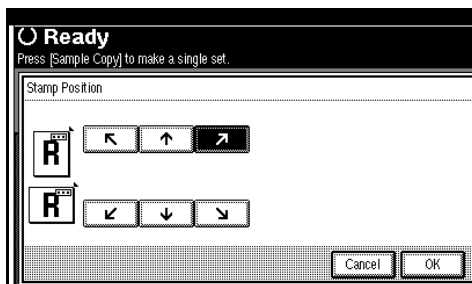 Ready
Press [Sample Copy] to make a single set.
Stamp Position
R
R
Cancel OK